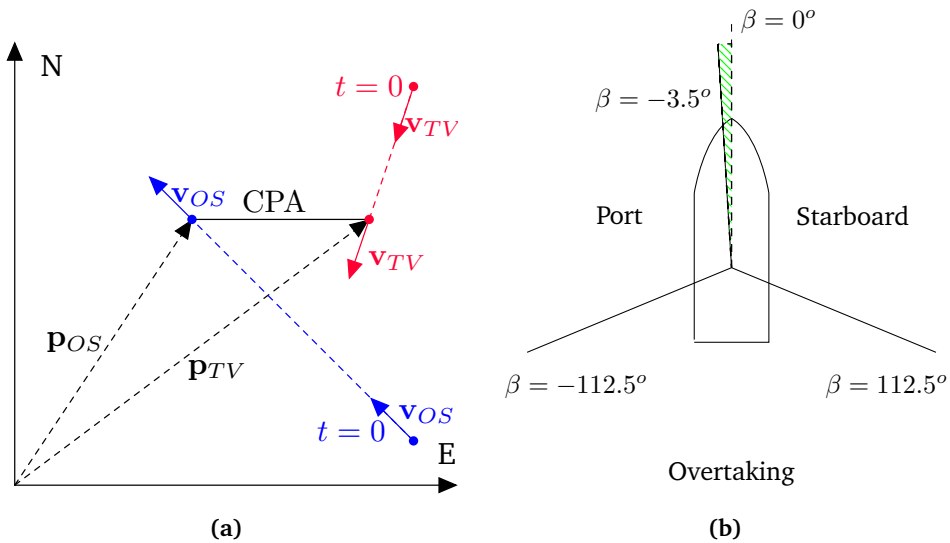 N
t = 0
v_TV
v_OS
CPA
v_TV
p_OS
p_TV
v_OS
t = 0
E
(a)
β = 0°
β = −3.5°
Port
Starboard
β = −112.5°
β = 112.5°
Overtaking
(b)